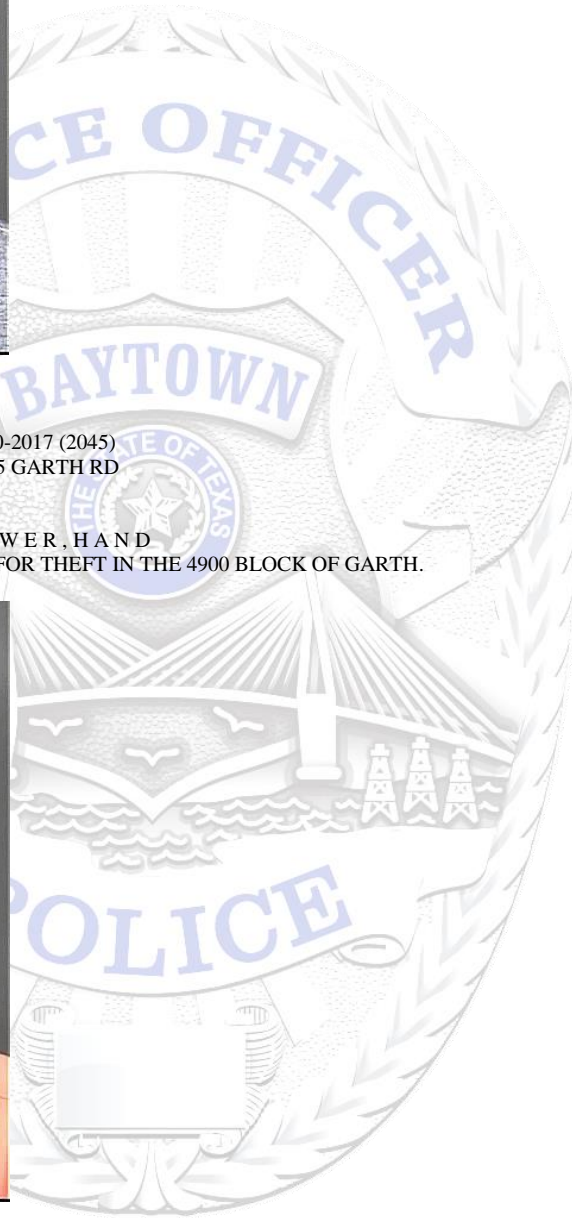 CE OFFICER
BAYTOWN
0-2017 (2045)
5 GARTH RD
THE STATE OF TEXAS
W E R , H A N D
FOR THEFT IN THE 4900 BLOCK OF GARTH.
POLICE